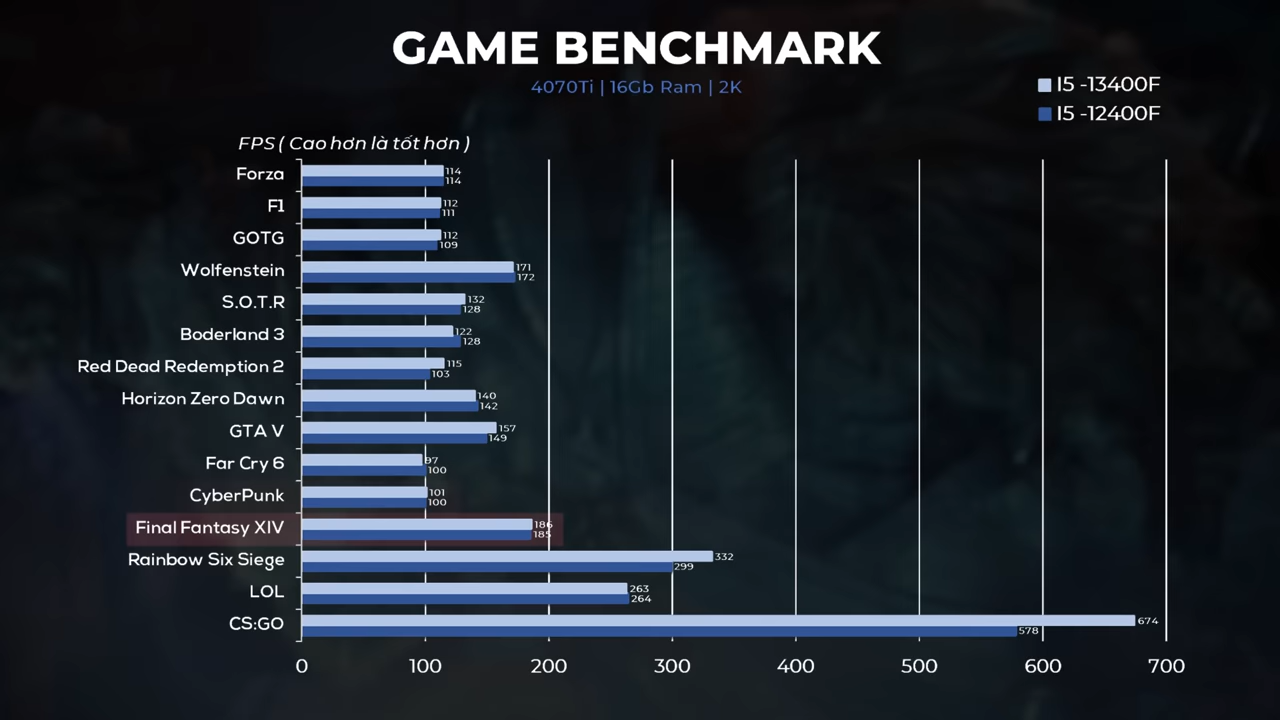 GAME BENCHMARK
4070Ti | 16Gb Ram | 2K
I5 -13400F
I5 -12400F
FPS ( Cao hơn là tốt hơn )
Forza 114
114
F1 112
111
GOTG 112
109
Wolfenstein 171
172
S.O.T.R 132
128
Boderland 3 122
128
Red Dead Redemption 2 115
103
Horizon Zero Dawn 140
142
GTA V 157
149
Far Cry 6 97
100
CyberPunk 101
100
Final Fantasy XIV 186
185
Rainbow Six Siege 332
299
LOL 263
264
CS:GO 674
578
0 100 200 300 400 500 600 700